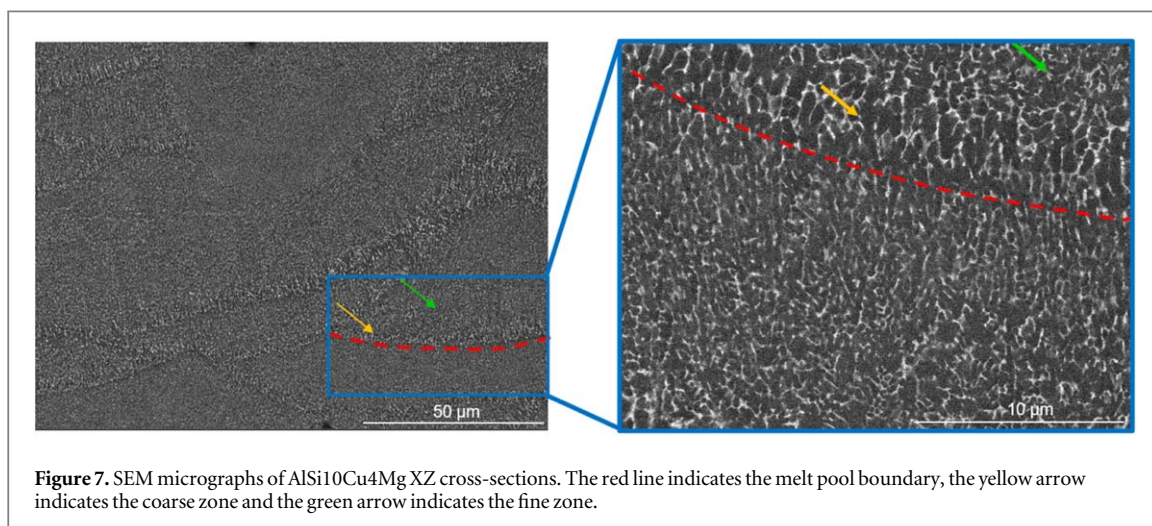 50 µm
10 µm
Figure 7. SEM micrographs of AlSi10Cu4Mg XZ cross-sections. The red line indicates the melt pool boundary, the yellow arrow
indicates the coarse zone and the green arrow indicates the fine zone.